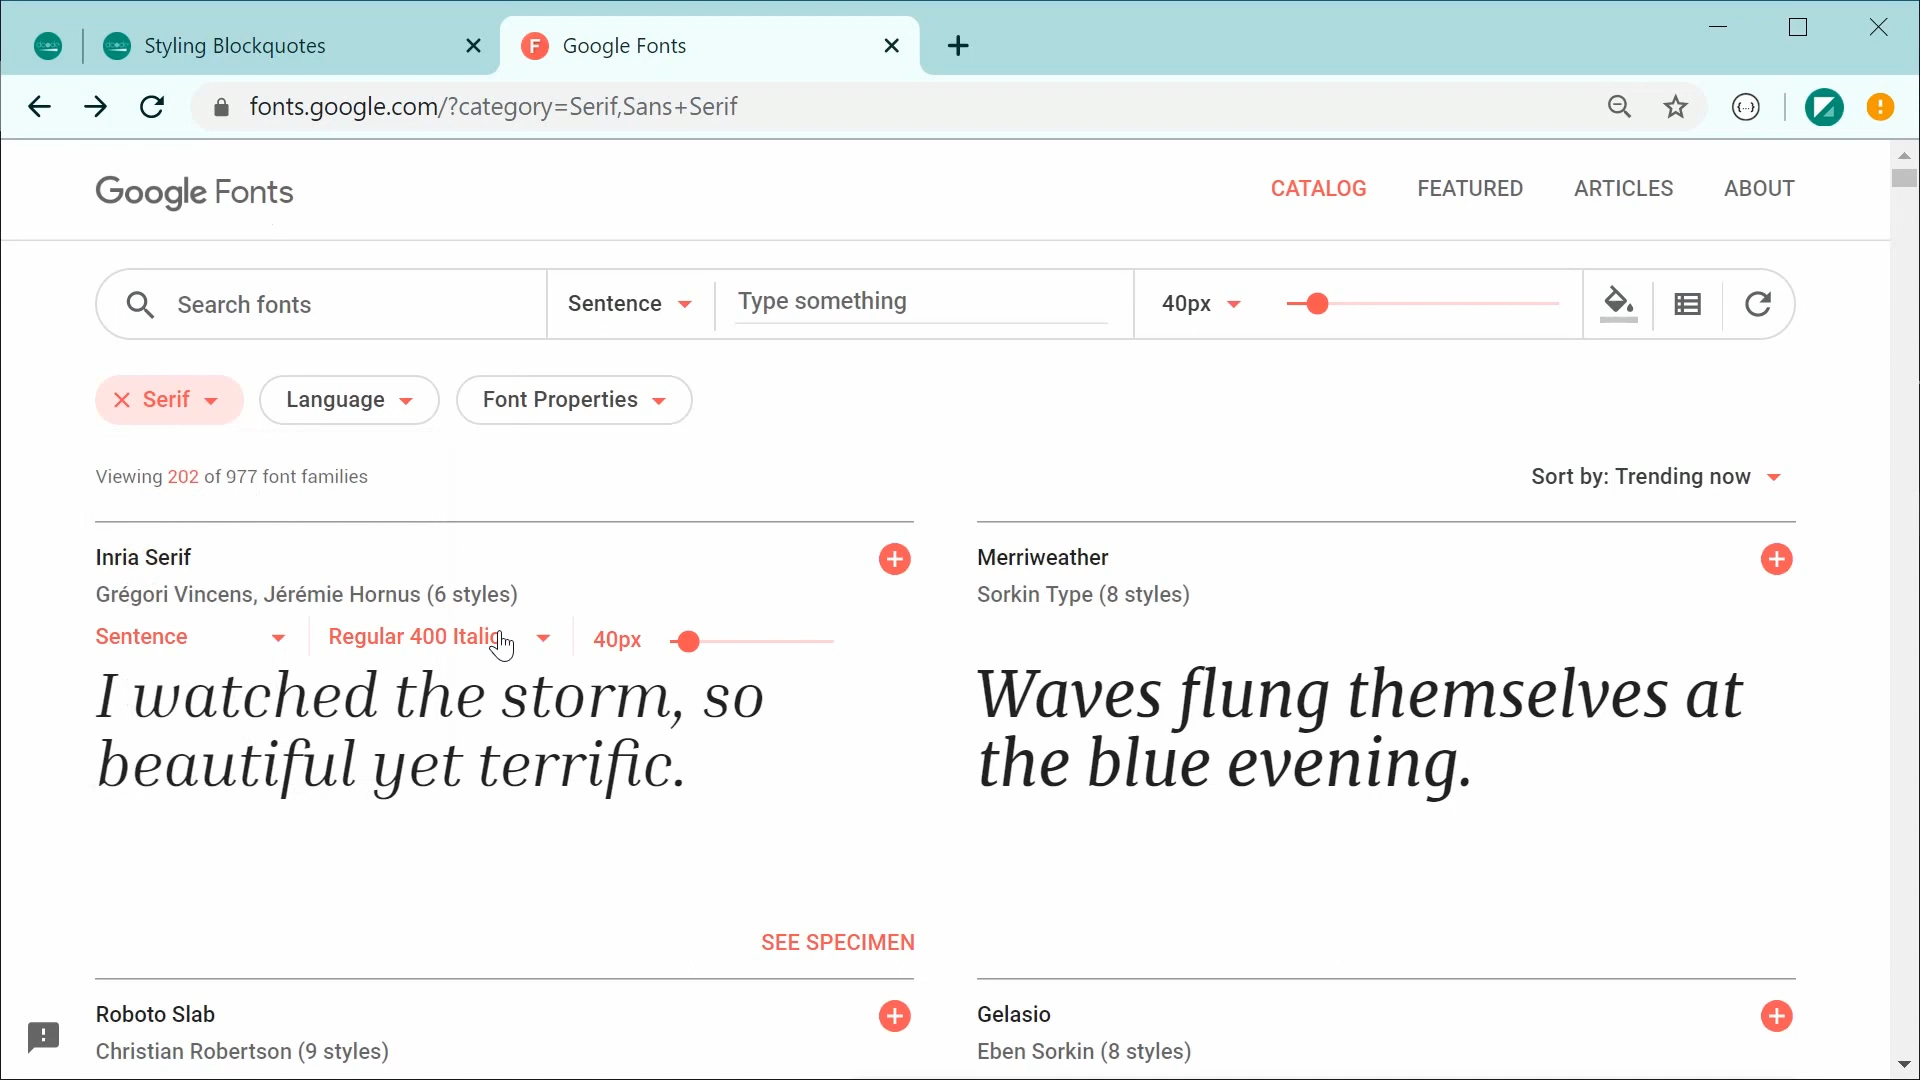 Styling Blockquotes
Google Fonts
fonts.google.com/?category=Serif,Sans+Serif
Google Fonts
CATALOG FEATURED ARTICLES ABOUT
Search fonts Sentence Type something 40px
Serif Language Font Properties
Viewing 202 of 977 font families Sort by: Trending now
Inria Serif
Grégori Vincens, Jérémie Hornus (6 styles)
Sentence Regular 400 Italic 40px
I watched the storm, so
beautiful yet terrific.
SEE SPECIMEN
Merriweather
Sorkin Type (8 styles)
Waves flung themselves at
the blue evening.
Roboto Slab
Christian Robertson (9 styles)
Gelasio
Eben Sorkin (8 styles)